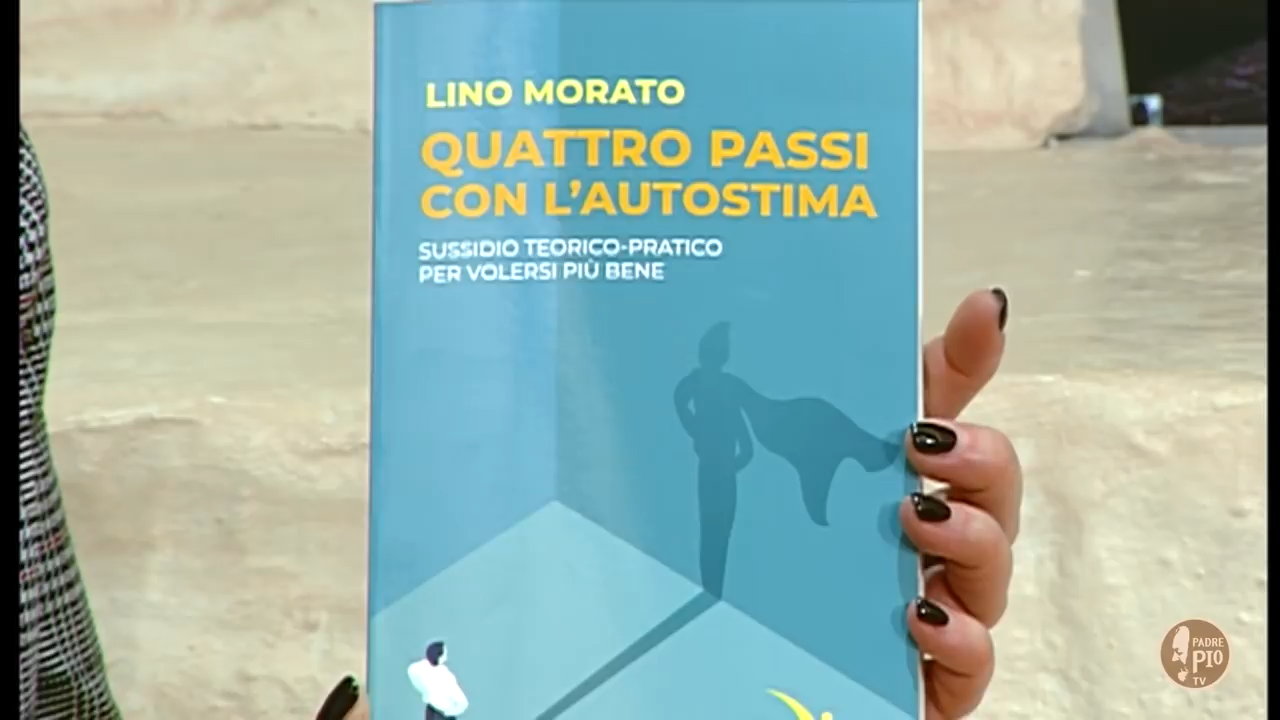 LINO MORATO
QUATTRO PASSI
CON L'AUTOSTIMA
SUSSIDIO TEORICO-PRATICO
PER VOLERSI PIÙ BENE
PADRE
PIO
TV